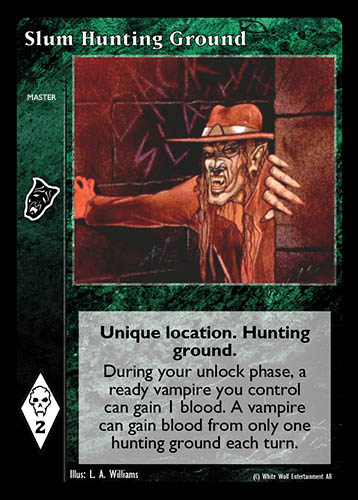 Slum Hunting Ground
MASTER
Unique location. Hunting
ground.
During your unlock phase, a
ready vampire you control
can gain 1 blood. A vampire
can gain blood from only one
hunting ground each turn.
2
Illus: L. A. Williams
(C) White Wolf Entertainment AB